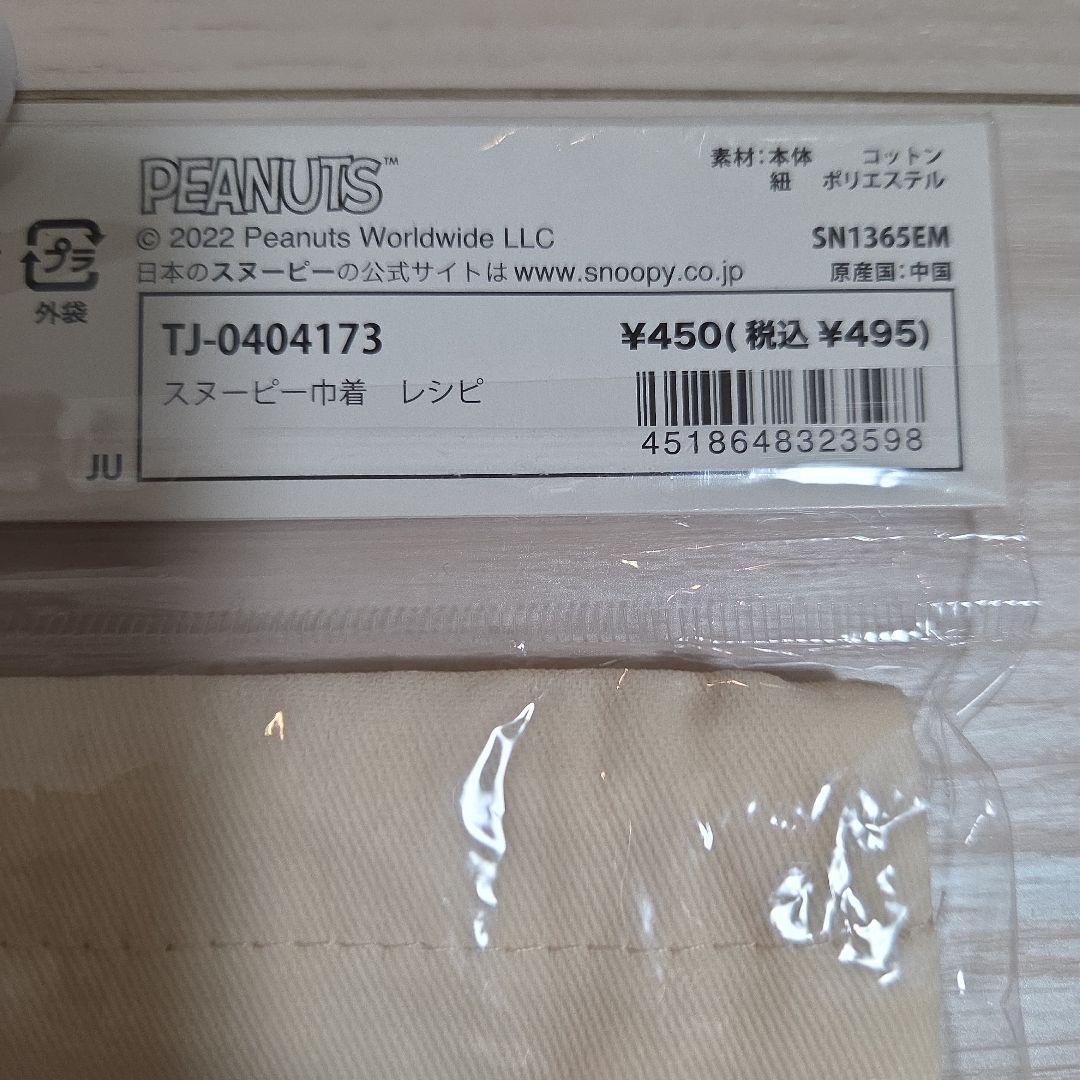 PEANUTS™
© 2022 Peanuts Worldwide LLC
日本のスヌーピーの公式サイトは www.snoopy.co.jp
素材：本体 コットン
紐 ポリエステル
SN1365EM
原産国：中国
プラ
外袋
TJ-0404173
¥450( 税込 ¥495)
スヌーピー巾着 レシピ
4518648323598
JU